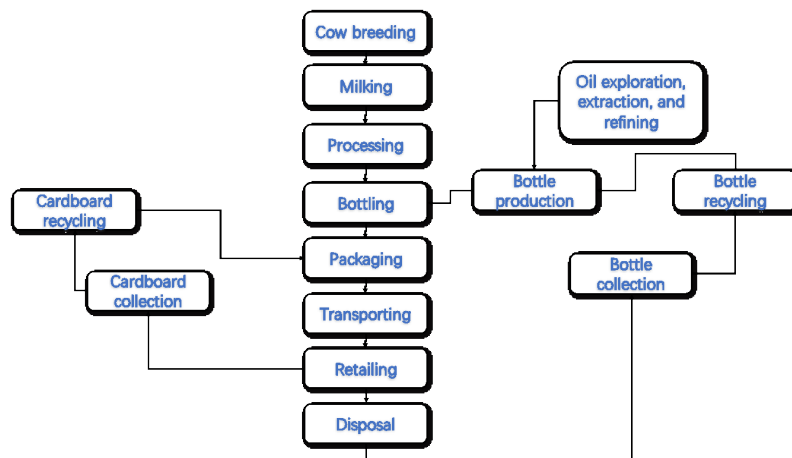 Cow breeding
Milking
Oil exploration,
extraction, and
refining
Processing
Bottling
Bottle
production
Bottle
recycling
Cardboard
recycling
Packaging
Bottle
collection
Cardboard
collection
Transporting
Retailing
Disposal